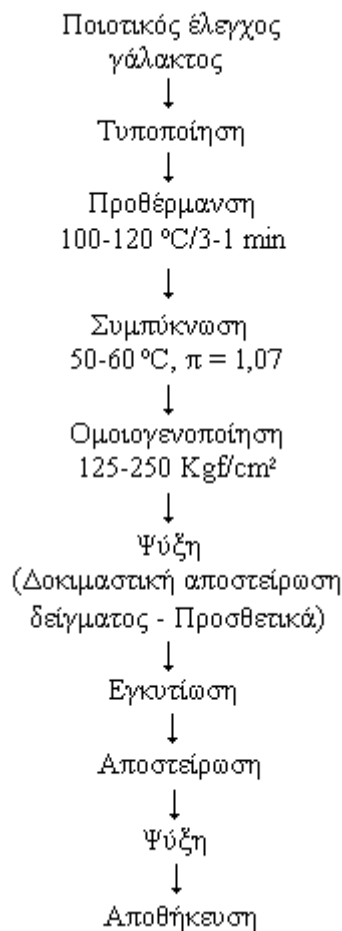 Ποιοτικός έλεγχος
γάλακτος
↓
Τυποποίηση
↓
Προθέρμανση
100-120 ºC/3-1 min
↓
Συμπύκνωση
50-60 ºC, π = 1,07
↓
Ομοιογενοποίηση
125-250 Kgf/cm²
↓
Ψύξη
(Δοκιμαστική αποστείρωση
δείγματος - Προσθετικά)
↓
Εγκυτίωση
↓
Αποστείρωση
↓
Ψύξη
↓
Αποθήκευση